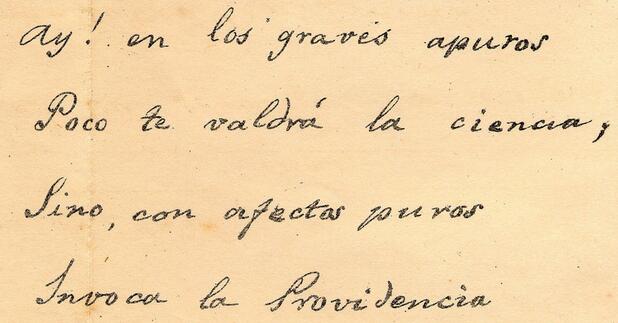 Ay! en los graves apuros
Poco te valdrá la ciencia;
Sino, con afectos puros
Invoca la Providencia